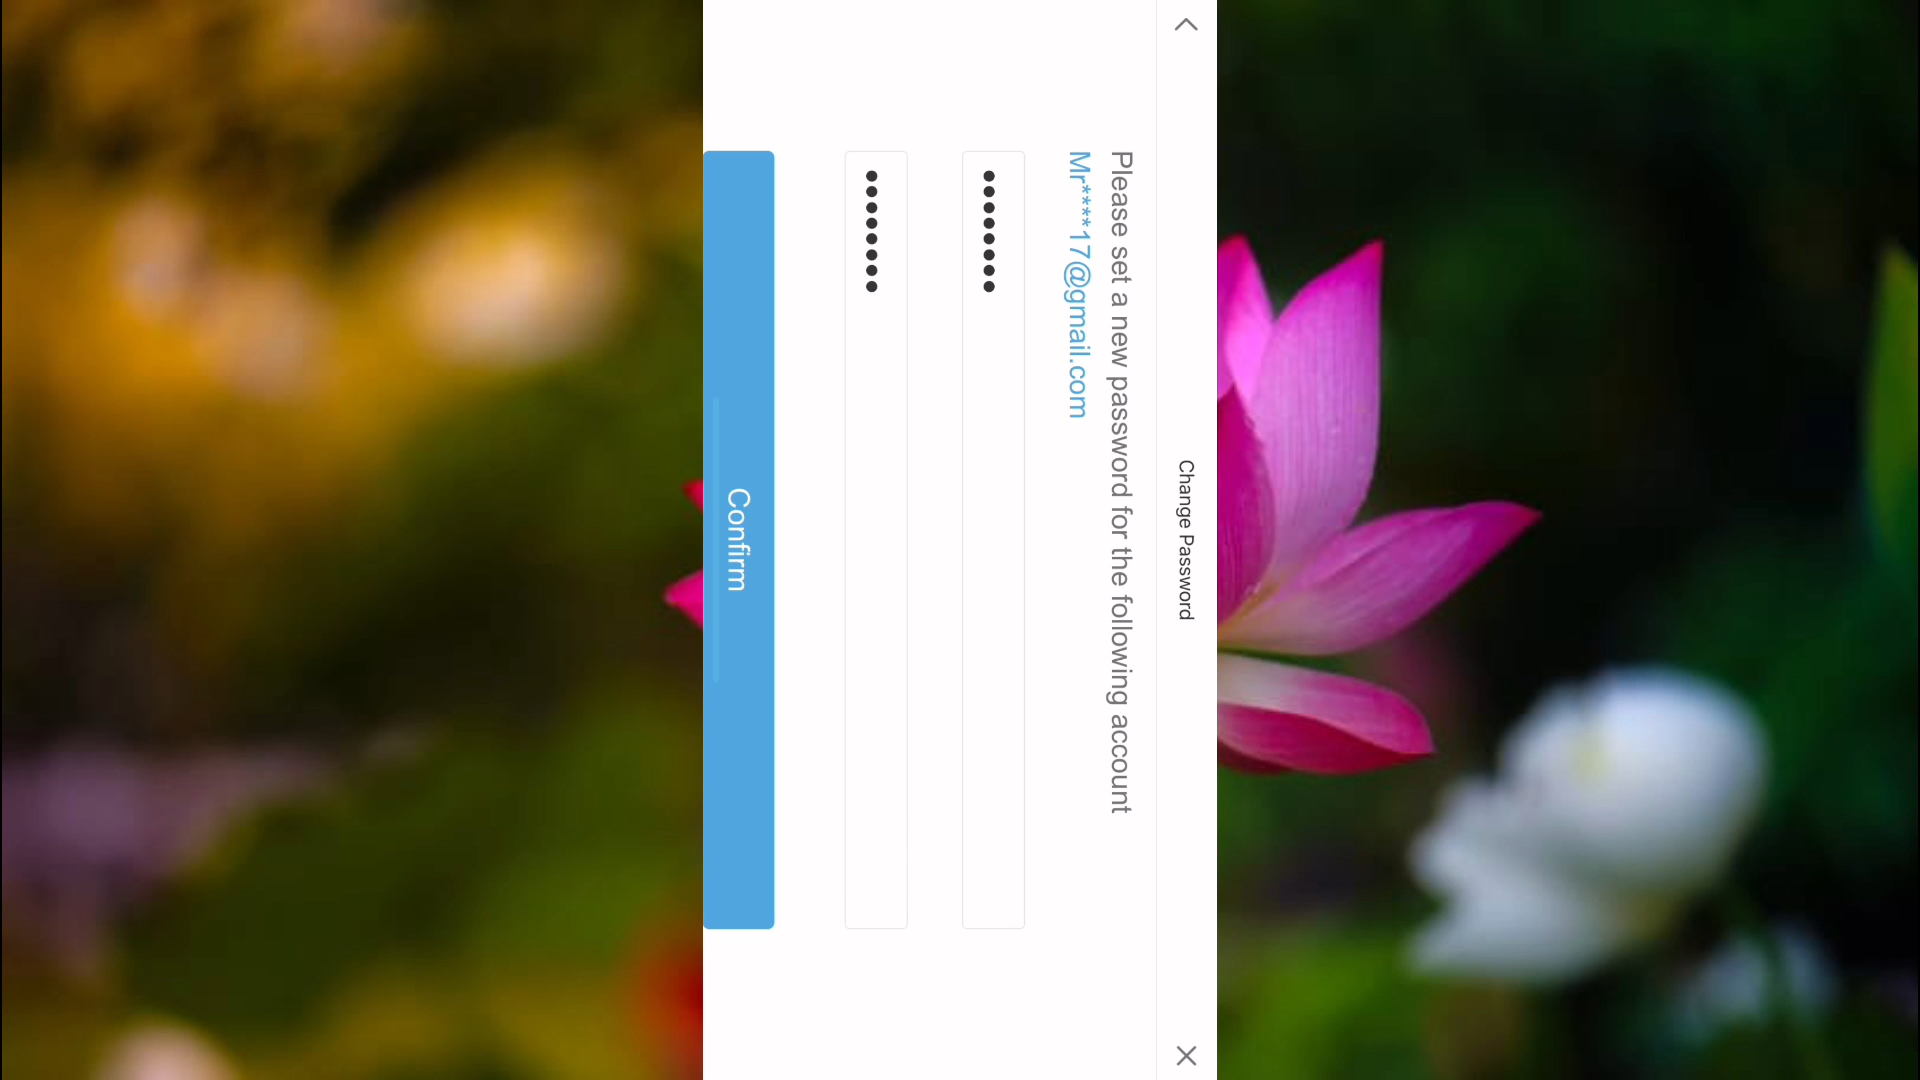 Change Password
Please set a new password for the following account
Mr****17@gmail.com
••••••••
••••••••
Confirm